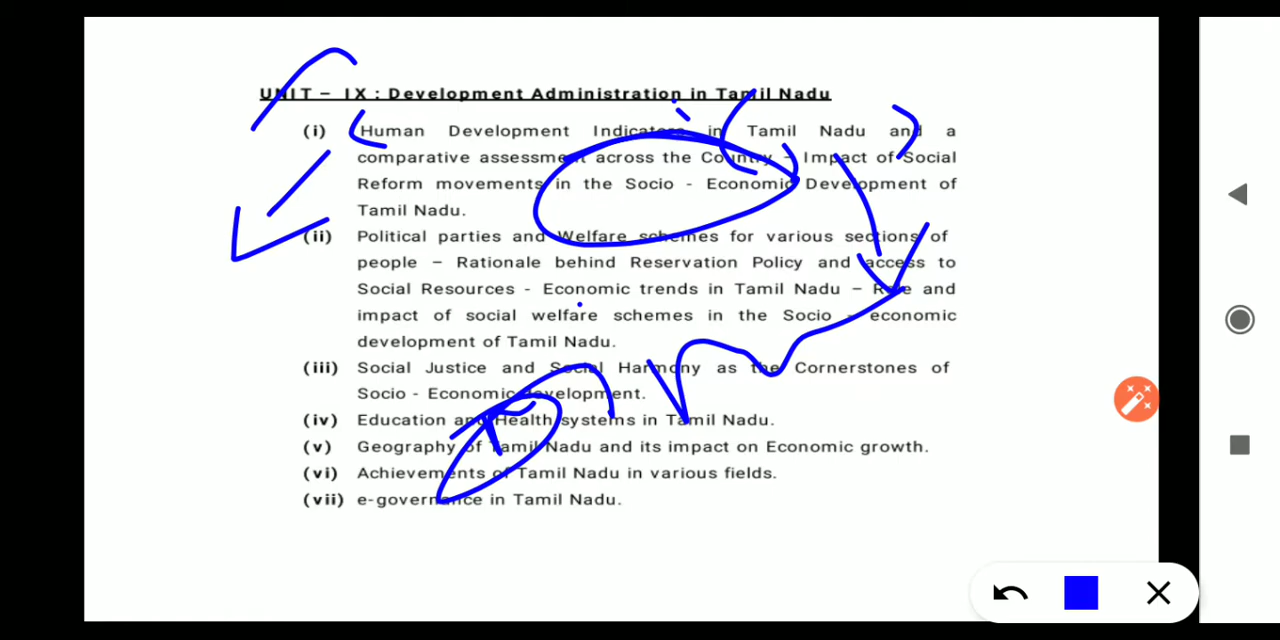 UNIT – IX : Development Administration in Tamil Nadu
(i) Human Development Indicators in Tamil Nadu and a
comparative assessment across the Country – Impact of Social
Reform movements in the Socio - Economic Development of
Tamil Nadu.
(ii) Political parties and Welfare schemes for various sections of
people – Rationale behind Reservation Policy and access to
Social Resources - Economic trends in Tamil Nadu – Role and
impact of social welfare schemes in the Socio - economic
development of Tamil Nadu.
(iii) Social Justice and Social Harmony as the Cornerstones of
Socio - Economic development.
(iv) Education and Health systems in Tamil Nadu.
(v) Geography of Tamil Nadu and its impact on Economic growth.
(vi) Achievements of Tamil Nadu in various fields.
(vii) e-governance in Tamil Nadu.